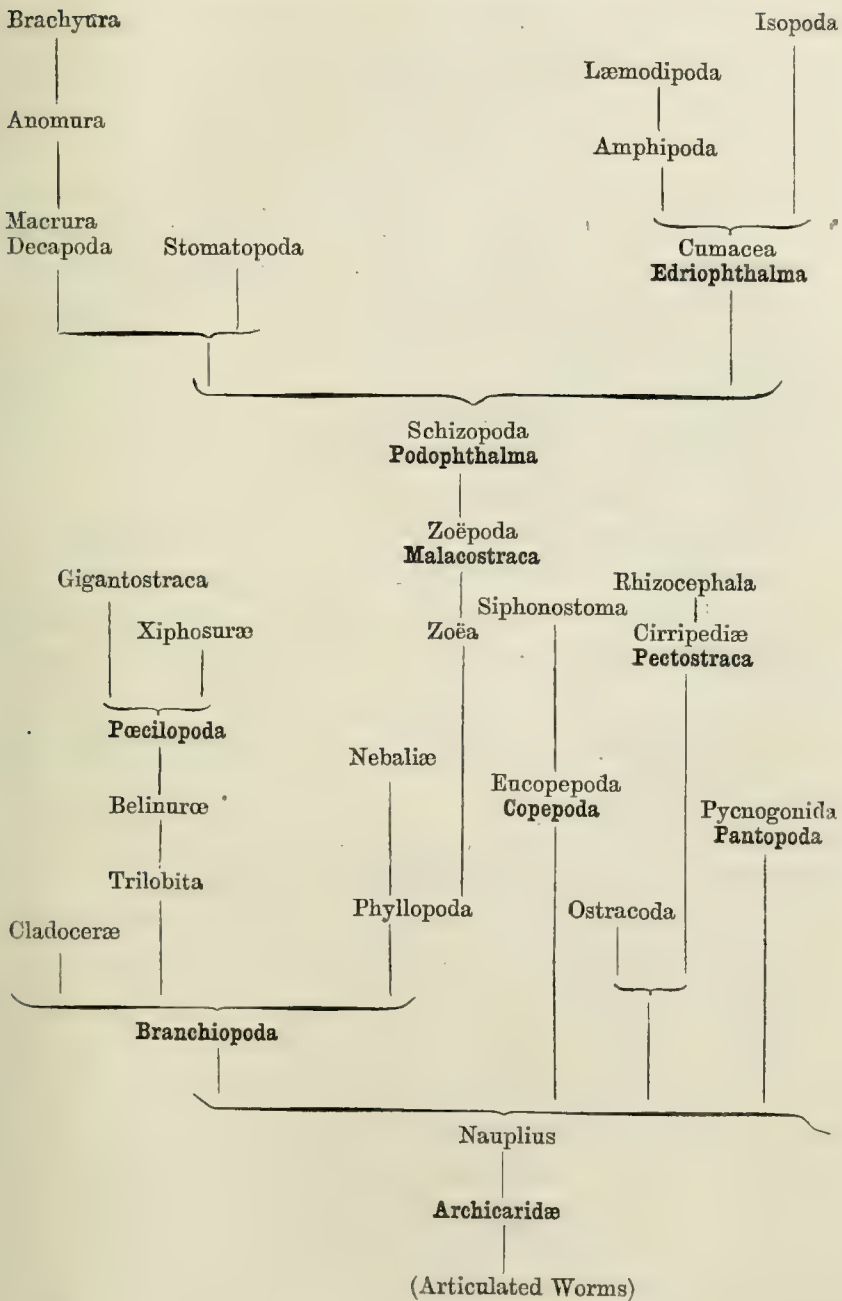 Brachyura
Isopoda
Læmodipoda
Anomura
Amphipoda
Macrura
Decapoda
Stomatopoda
Cumacea
Edriophthalma
Schizopoda
Podophthalma
Zoëpoda
Malacostraca
Gigantostraca
Rhizocephala
Siphonostoma
Xiphosuræ
Zoëa
Cirripediæ
Pectostraca
Pœcilopoda
Nebaliæ
Eucopepoda
Copepoda
Belinurœ
Pycnogonida
Pantopoda
Trilobita
Phyllopoda
Ostracoda
Cladoceræ
Branchiopoda
Nauplius
Archicaridæ
(Articulated Worms)